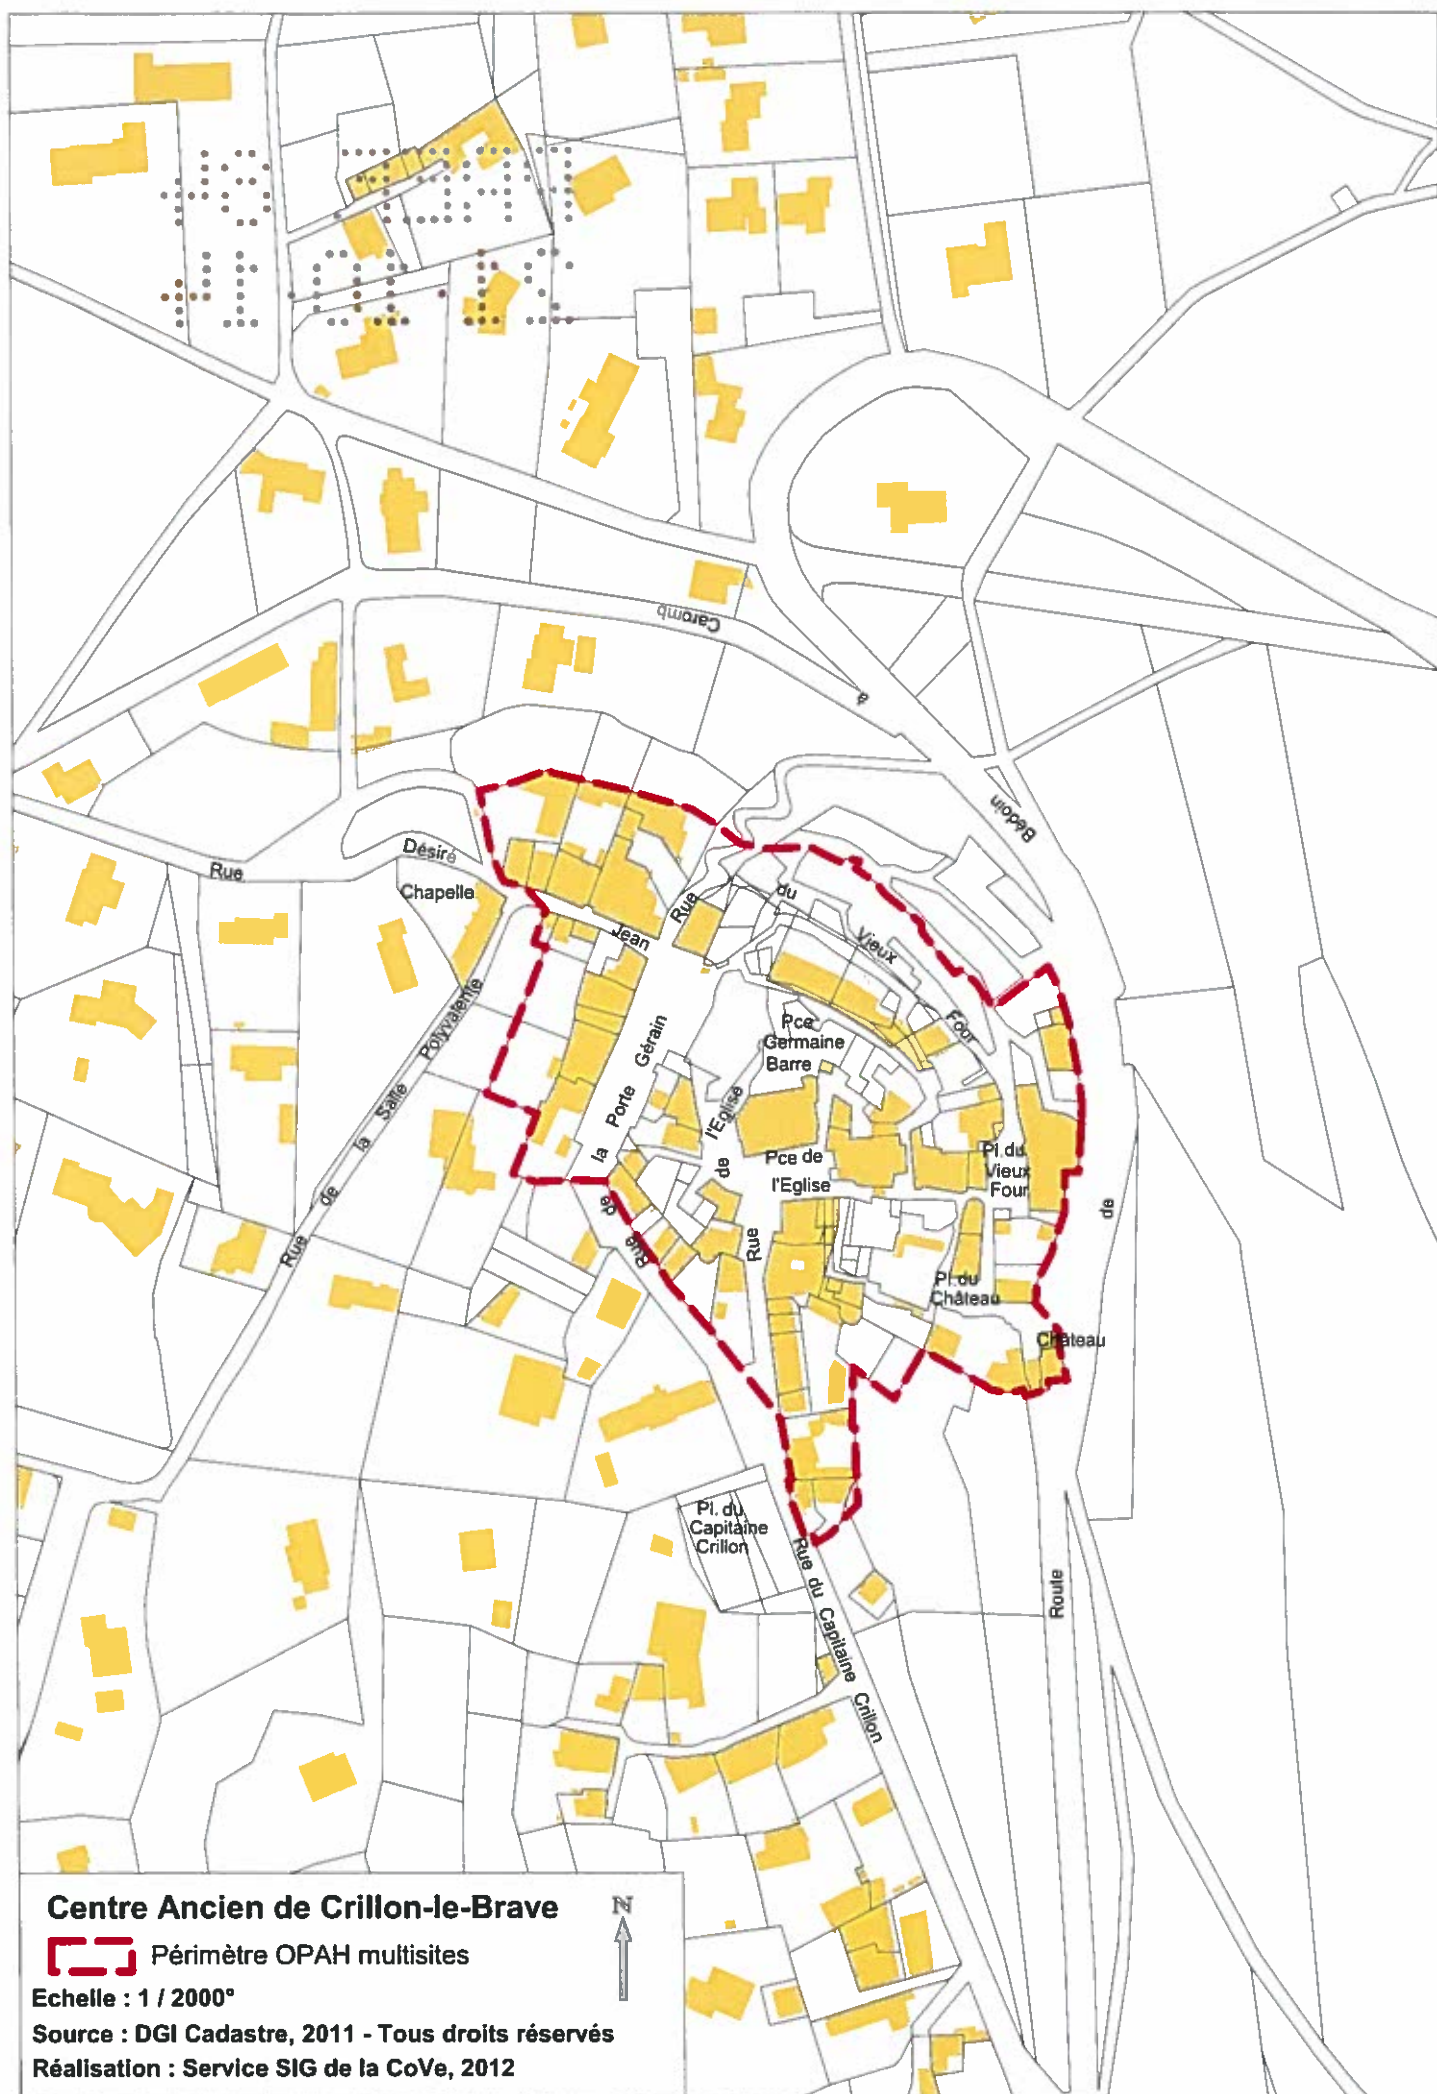 Caromb
à
Bédoin
Désiré
Rue
Chapelle
Jean
Rue
du
Vieux
Four
Rue de la Salle Polyvalente
Pce
Germaine
Barre
Rue de la Porte Gérain
Rue de l'Eglise
Pce de
l'Eglise
Pl.du
Vieux
Four
Pl.du
Château
Château
Route de
Pl. du
Capitaine
Crillon
Rue du Capitaine Crillon
Centre Ancien de Crillon-le-Brave
N
Périmètre OPAH multisites
Echelle : 1 / 2000°
Source : DGI Cadastre, 2011 - Tous droits réservés
Réalisation : Service SIG de la CoVe, 2012